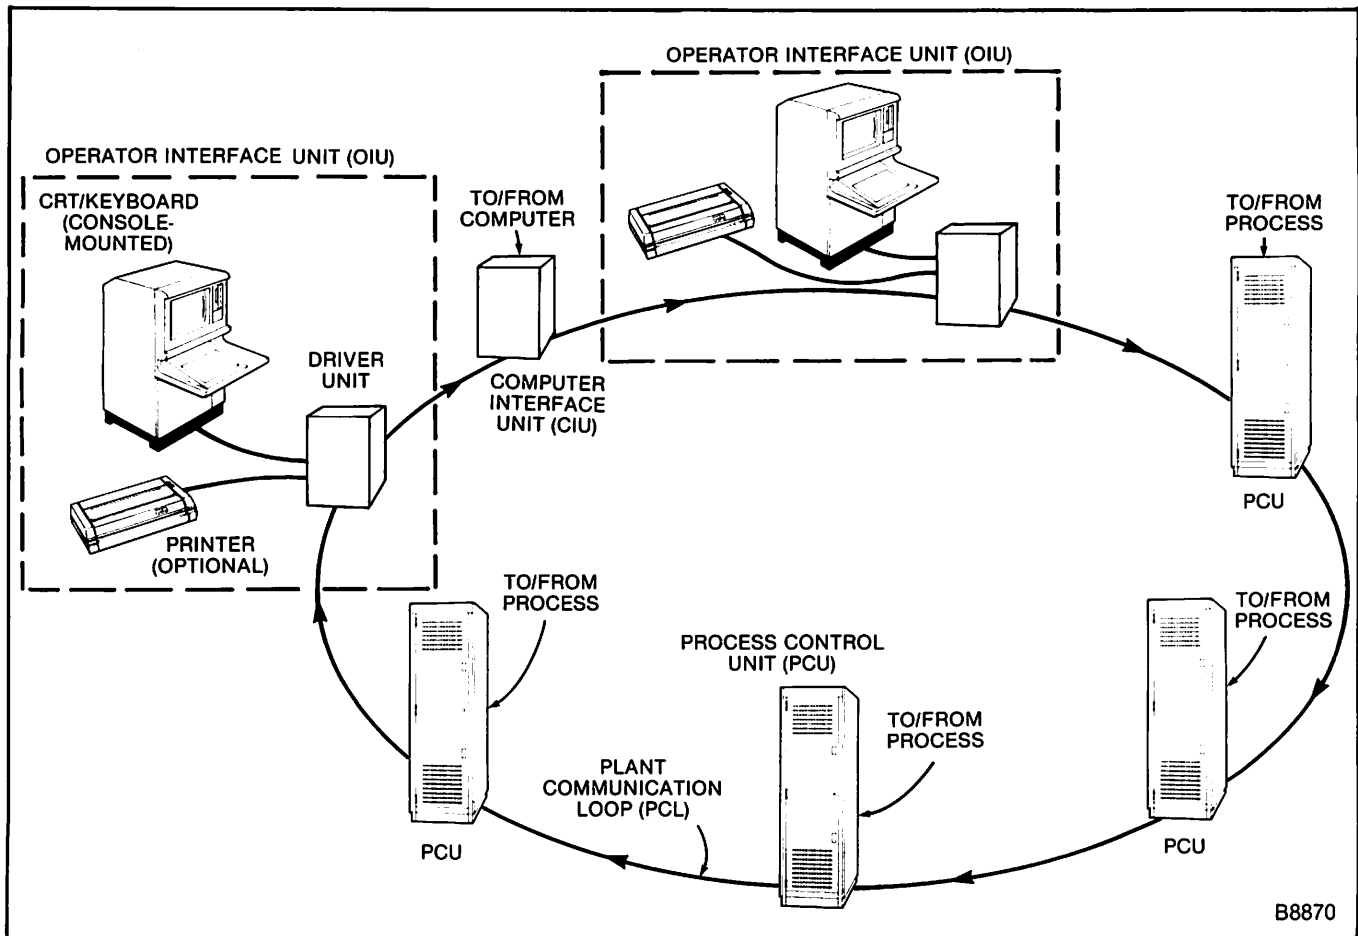 OPERATOR INTERFACE UNIT (OIU)
OPERATOR INTERFACE UNIT (OIU)
CRT/KEYBOARD
(CONSOLE-
MOUNTED)
TO/FROM
COMPUTER
TO/FROM
PROCESS
DRIVER
UNIT
COMPUTER
INTERFACE
UNIT (CIU)
PCU
PRINTER
(OPTIONAL)
TO/FROM
PROCESS
TO/FROM
PROCESS
PROCESS CONTROL
UNIT (PCU)
TO/FROM
PROCESS
PLANT
COMMUNICATION
LOOP (PCL)
PCU
PCU
B8870